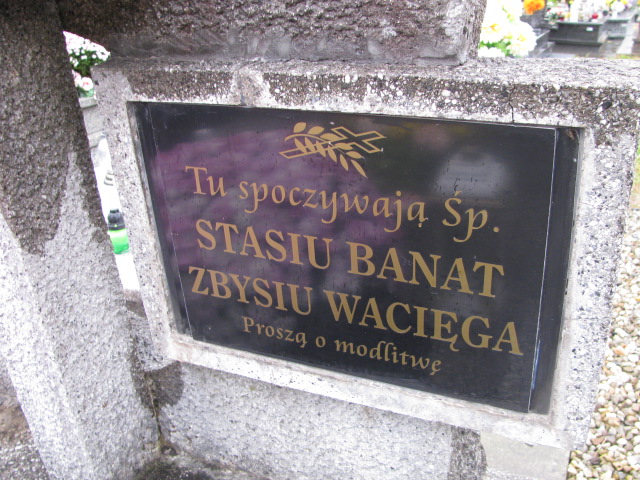 Tu spoczywają Śp.
STASIU BANAT
ZBYSIU WACIĘGA
Proszą o modlitwę